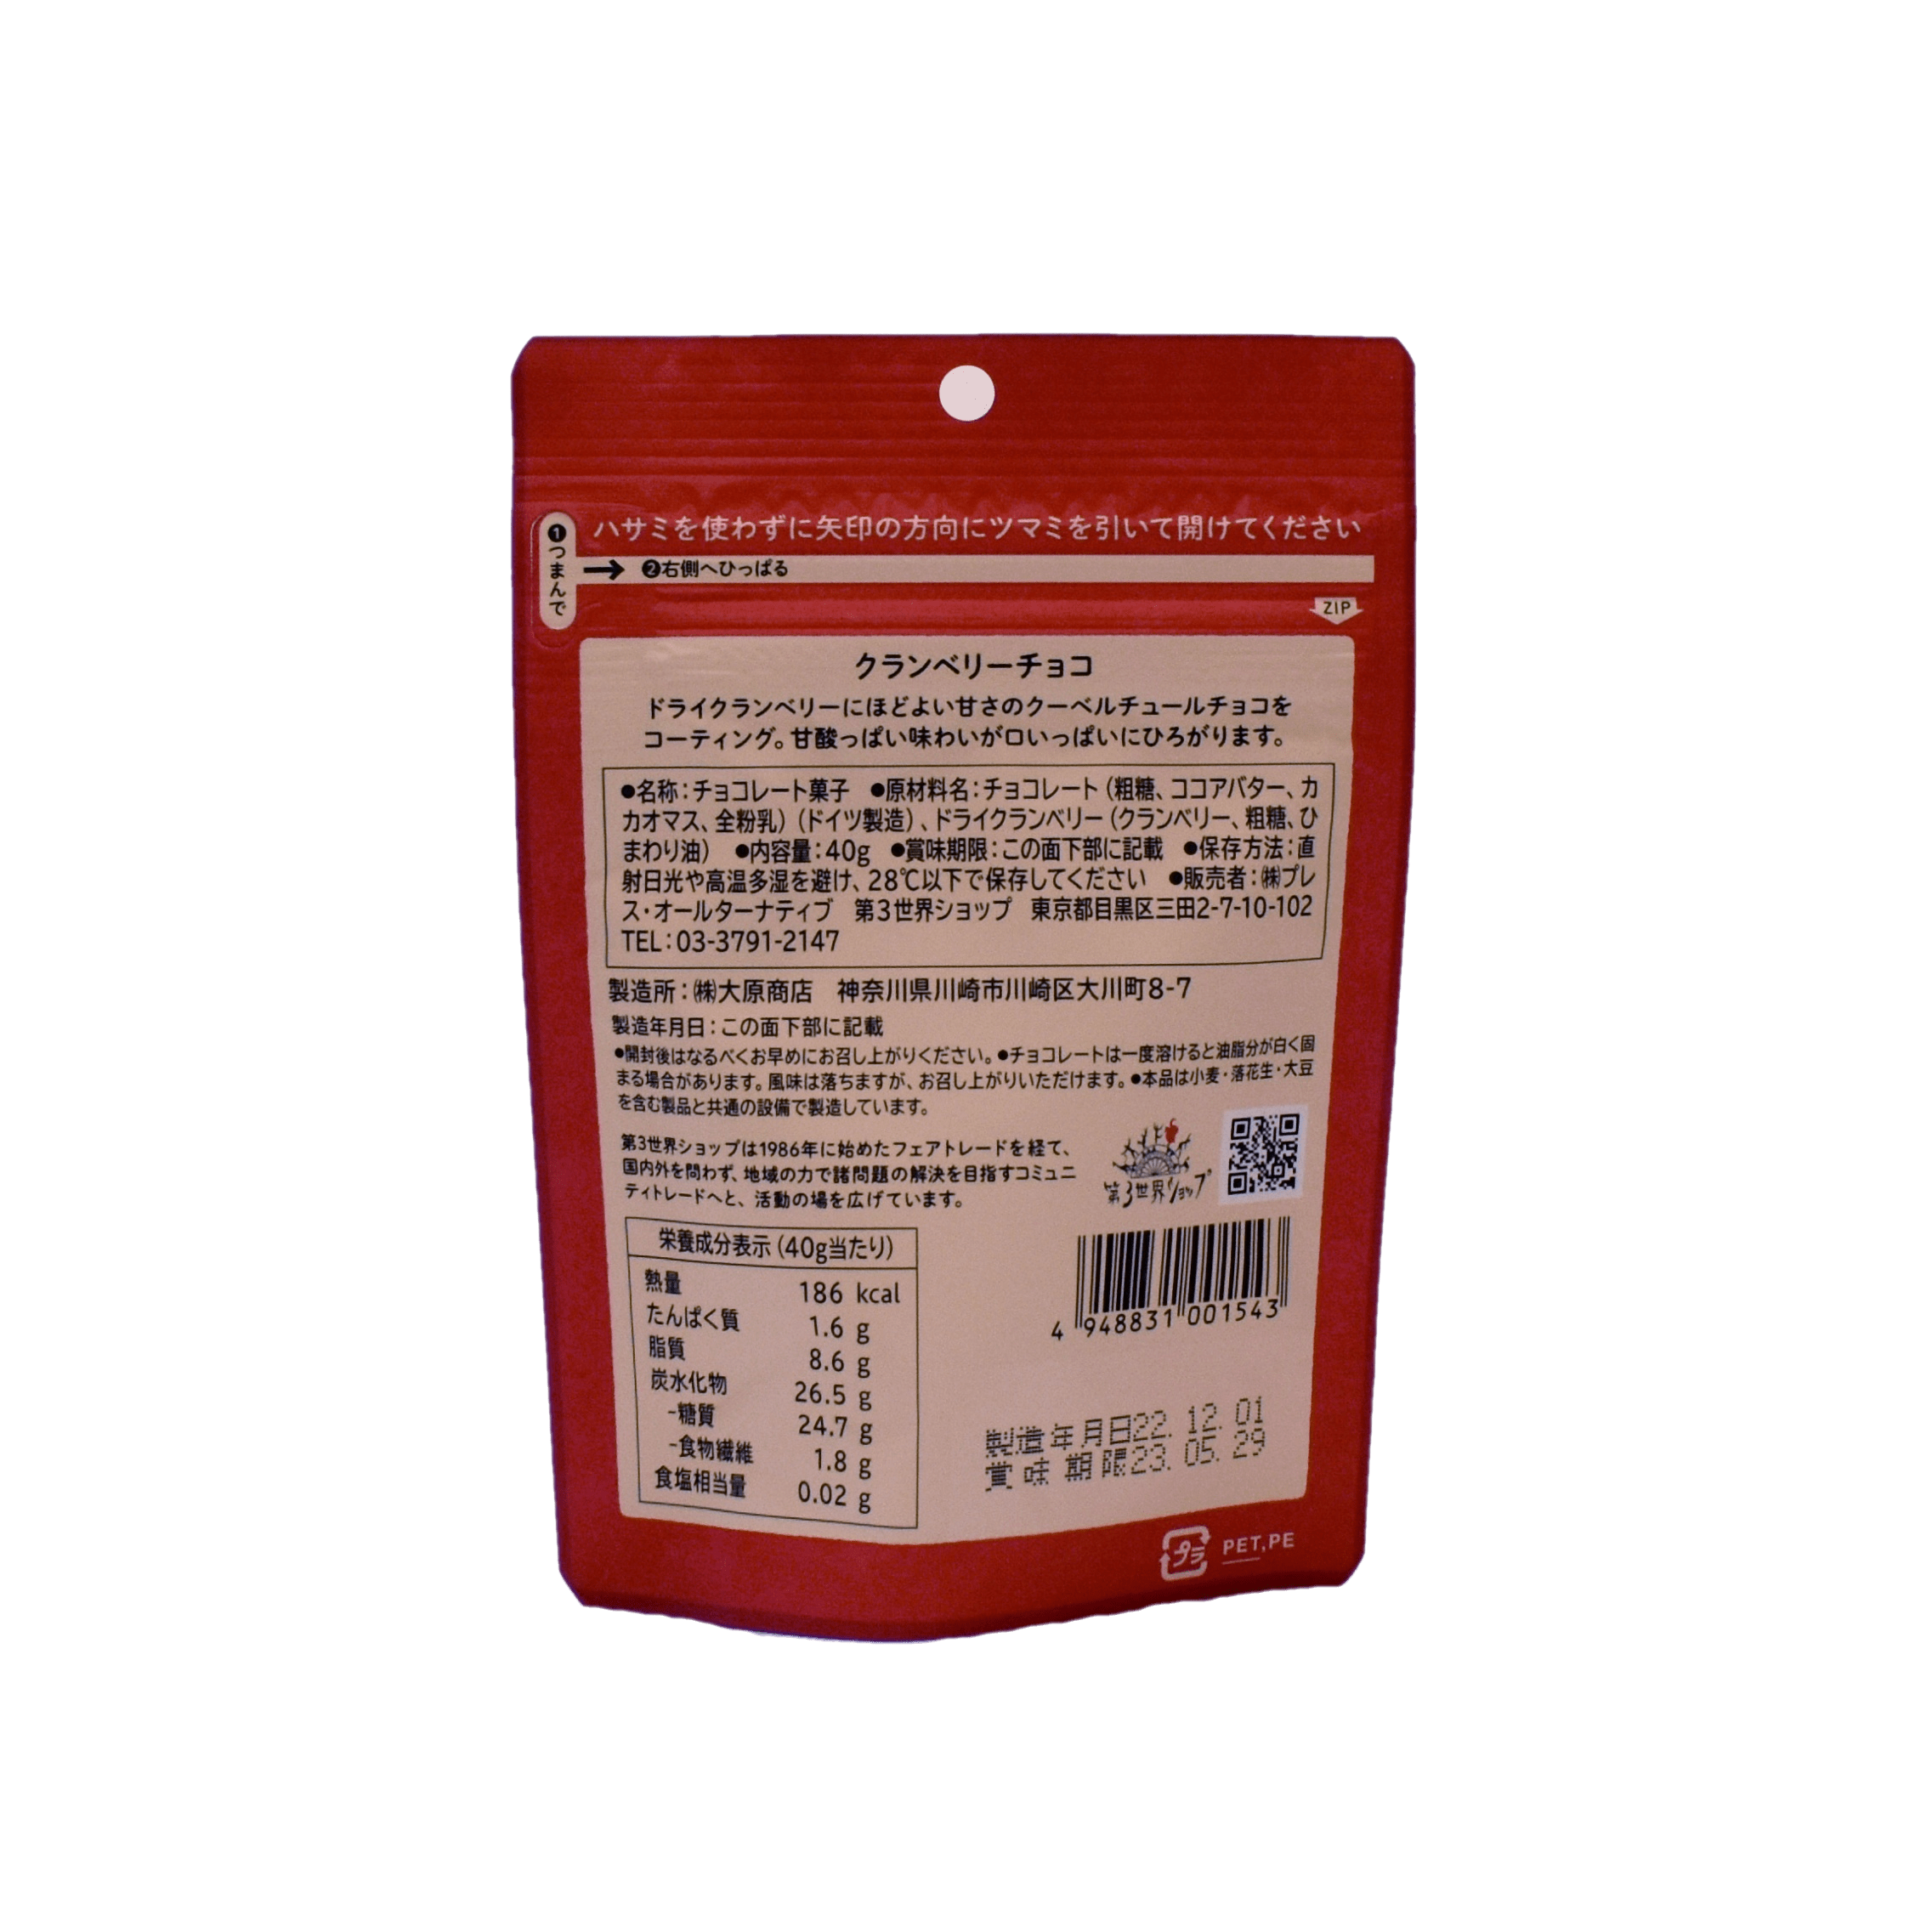 ハサミを使わずに矢印の方向にツマミを引いて開けてください
❶つまんで
➔ ❷右側へひっぱる
ZIP
クランベリーチョコ
ドライクランベリーにほどよい甘さのクーベルチュールチョコを
コーティング。甘酸っぱい味わいが口いっぱいにひろがります。
●名称：チョコレート菓子 ●原材料名：チョコレート（粗糖、ココアバター、カ
カオマス、全粉乳）（ドイツ製造）、ドライクランベリー（クランベリー、粗糖、ひ
まわり油） ●内容量：40g ●賞味期限：この面下部に記載 ●保存方法：直
射日光や高温多湿を避け、28℃以下で保存してください ●販売者：㈱プレ
ス・オールターナティブ 第3世界ショップ 東京都目黒区三田2-7-10-102
TEL：03-3791-2147
製造所：㈱大原商店 神奈川県川崎市川崎区大川町8-7
製造年月日：この面下部に記載
●開封後はなるべくお早めにお召し上がりください。●チョコレートは一度溶けると油脂分が白く固
まる場合があります。風味は落ちますが、お召し上がりいただけます。●本品は小麦・落花生・大豆
を含む製品と共通の設備で製造しています。
第3世界ショップは1986年に始めたフェアトレードを経て、
国内外を問わず、地域の力で諸問題の解決を目指すコミュニ
ティトレードへと、活動の場を広げています。
第3世界ショップ
栄養成分表示（40g当たり）
熱量 186 kcal
たんぱく質 1.6 g
脂質 8.6 g
炭水化物 26.5 g
-糖質 24.7 g
-食物繊維 1.8 g
食塩相当量 0.02 g
4 948831 001543
製造年月日22. 12. 01
賞味期限23. 05. 29
プラ PET,PE